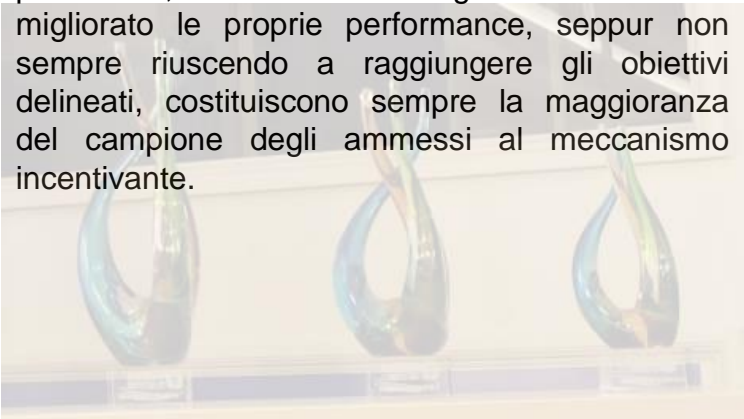 migliorato le proprie performance, seppur non
sempre riuscendo a raggiungere gli obiettivi
delineati, costituiscono sempre la maggioranza
del campione degli ammessi al meccanismo
incentivante.